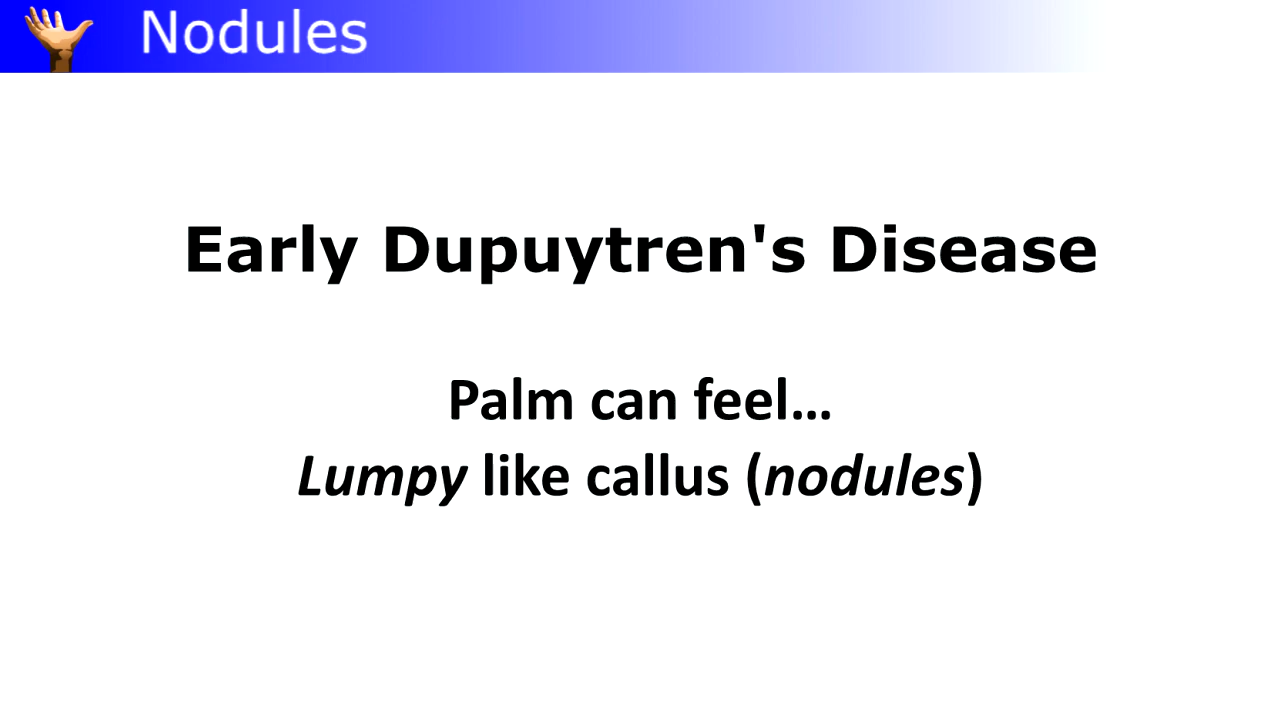 Nodules
Early Dupuytren's Disease
Palm can feel…
Lumpy like callus (nodules)